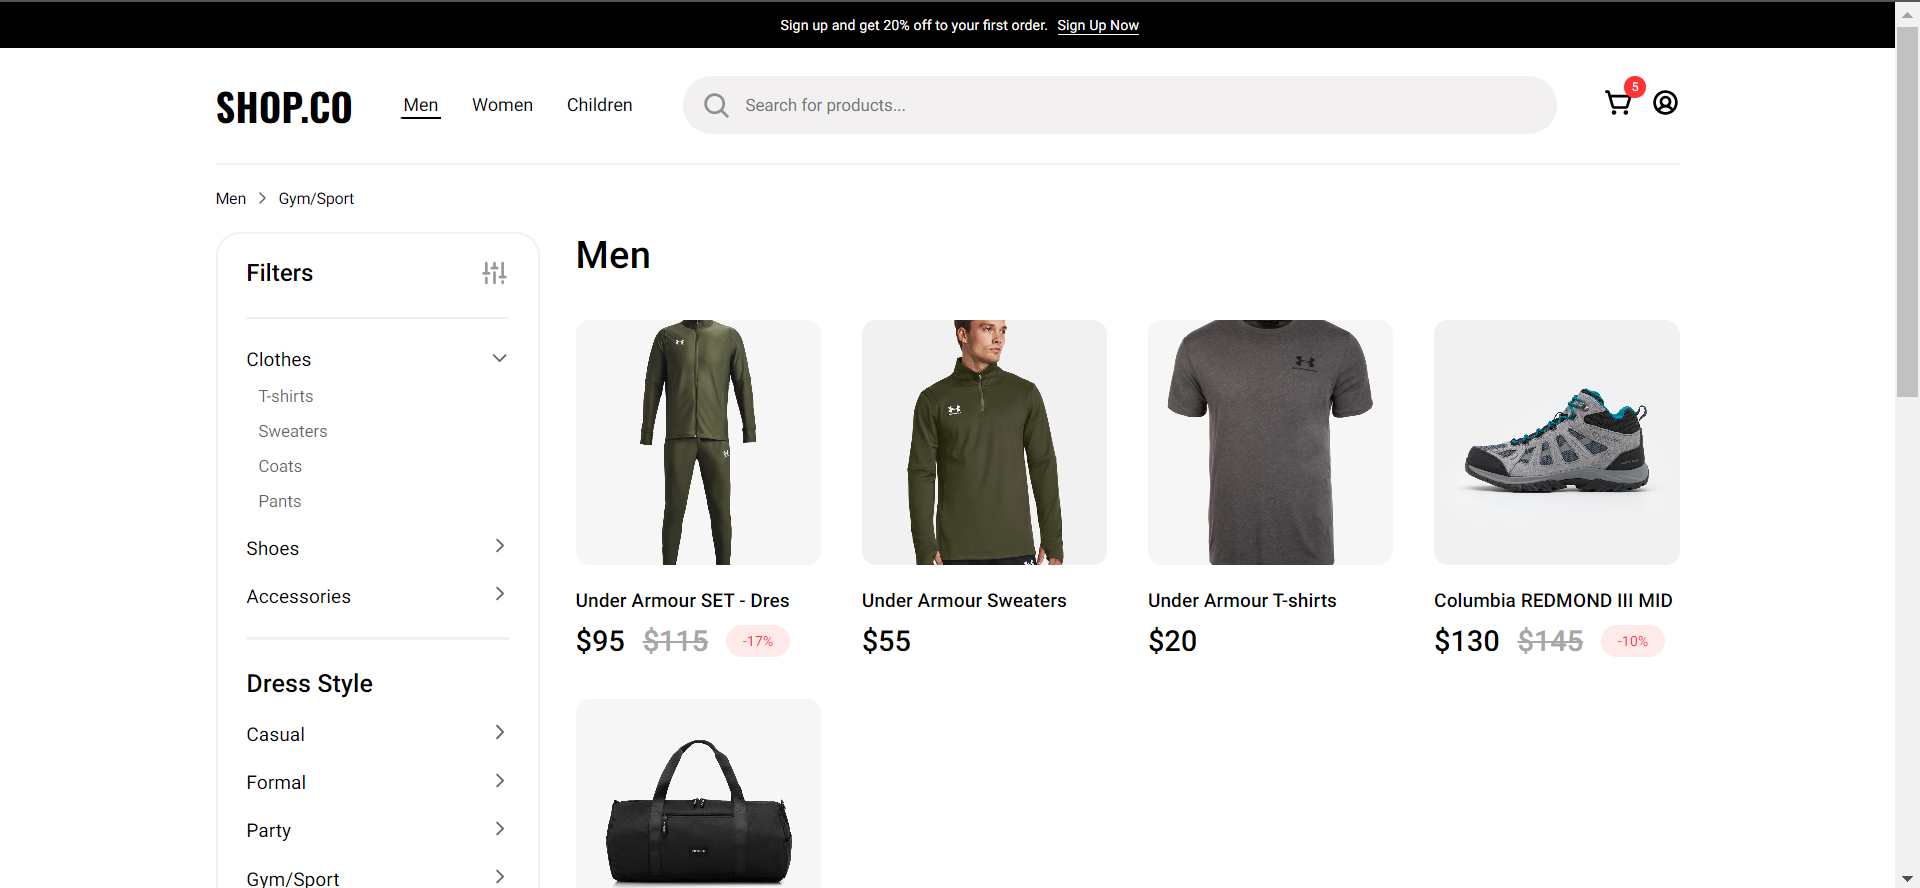 Sign up and get 20% off to your first order. Sign Up Now
SHOP.CO
Men
Women
Children
Search for products...
5
Men
Gym/Sport
Filters
Clothes
T-shirts
Sweaters
Coats
Pants
Shoes
Accessories
Dress Style
Casual
Formal
Party
Gym/Sport
Men
Under Armour SET - Dres
$95 $115 -17%
Under Armour Sweaters
$55
Under Armour T-shirts
$20
Columbia REDMOND III MID
$130 $145 -10%